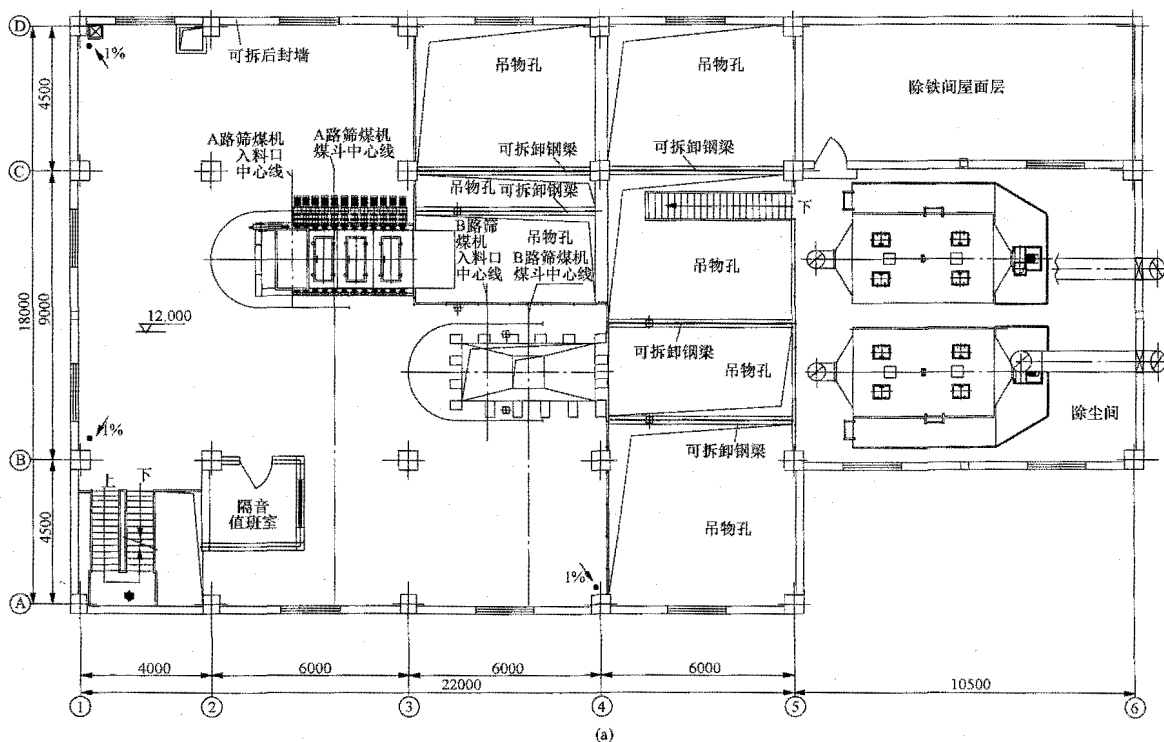 D
1%
可拆后封墙
吊物孔
吊物孔
除铁间屋面层
4500
A路筛煤机
入料口
中心线
A路筛煤机
煤斗中心线
可拆卸钢梁
可拆卸钢梁
C
吊物孔
可拆卸钢梁
下
B路筛
煤机
入料口
中心线
吊物孔
B路筛煤机
煤斗中心线
吊物孔
18000
9000
12.000
可拆卸钢梁
吊物孔
除尘间
1%
可拆卸钢梁
B
上
下
隔音
值班室
吊物孔
4500
1%
A
4000
6000
6000
6000
22000
10500
1
2
3
4
5
6
(a)